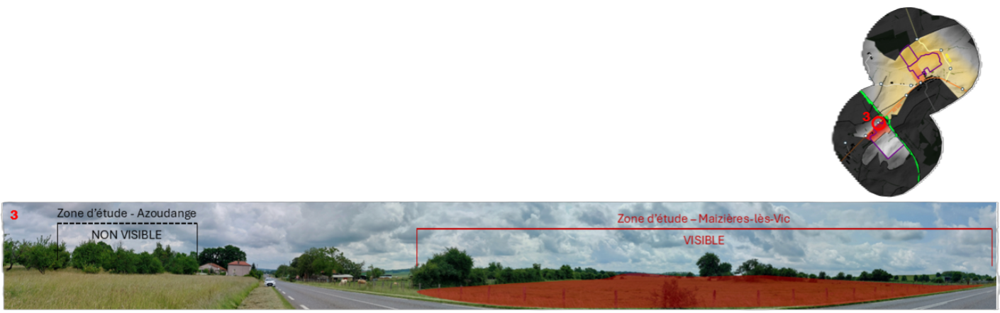 3
3
Zone d'étude - Azoudange
NON VISIBLE
Zone d'étude – Maizières-lès-Vic
VISIBLE